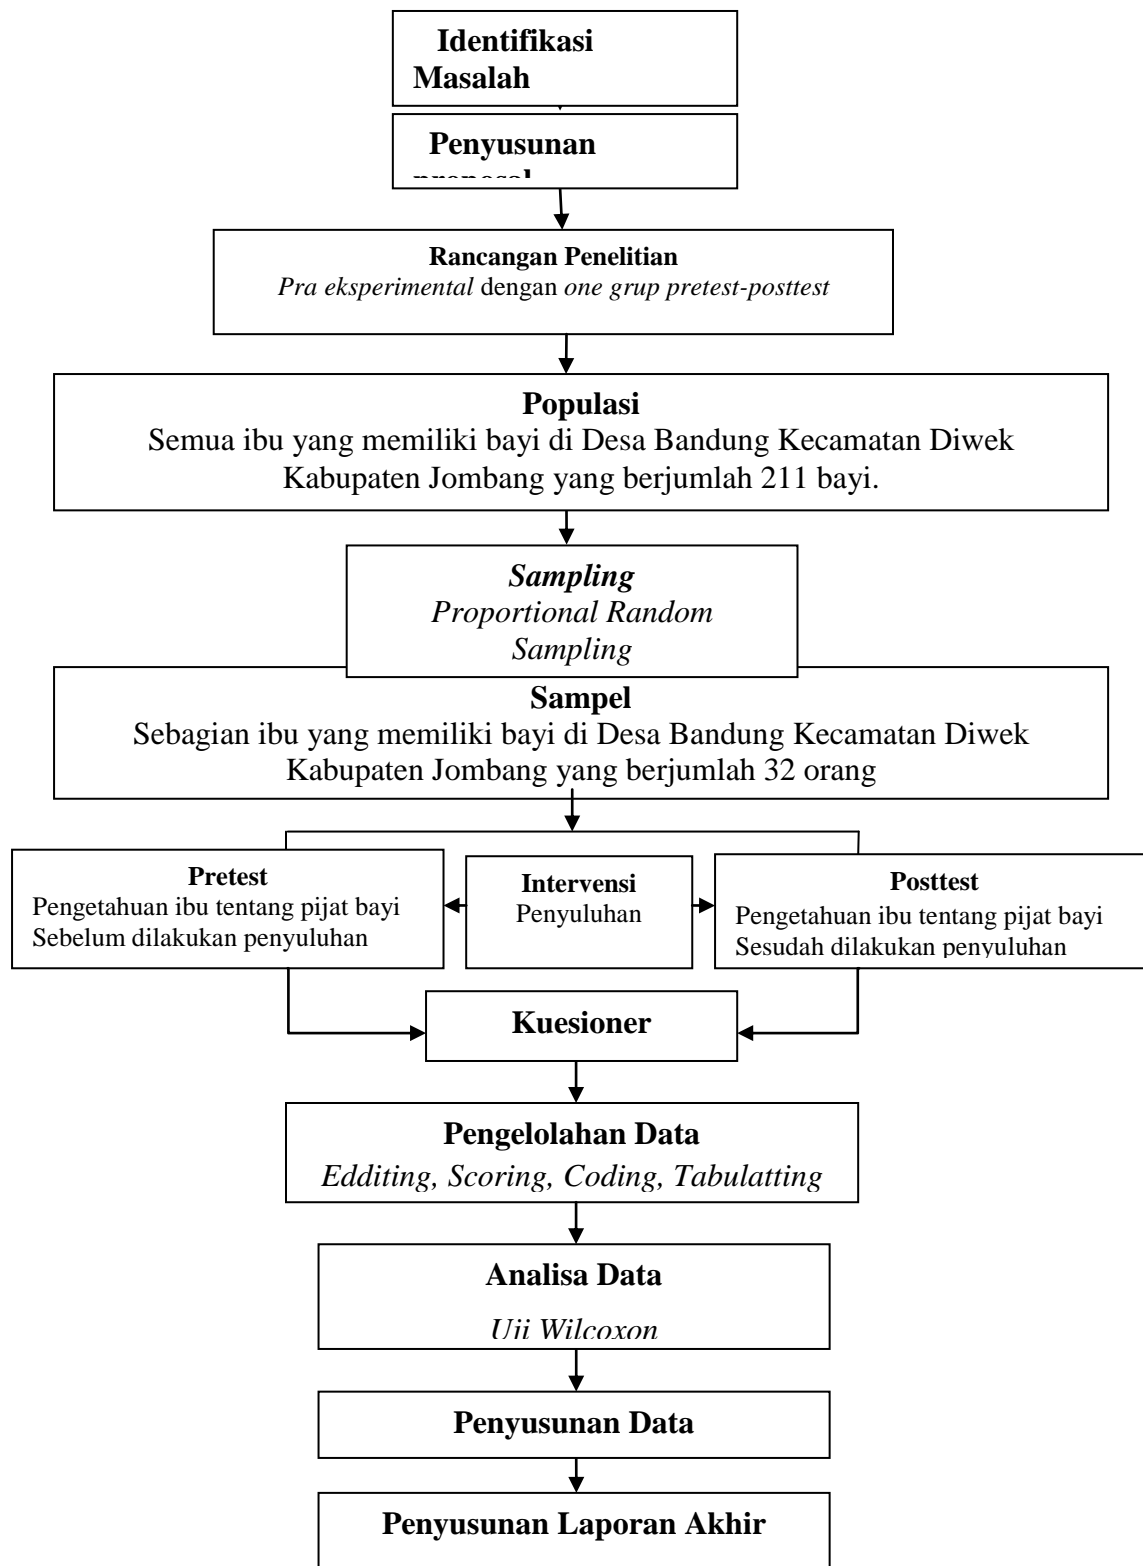 Identifikasi
Masalah
Penyusunan
proposal
Rancangan Penelitian
Pra eksperimental dengan one grup pretest-posttest
Populasi
Semua ibu yang memiliki bayi di Desa Bandung Kecamatan Diwek
Kabupaten Jombang yang berjumlah 211 bayi.
Sampling
Proportional Random
Sampling
Sampel
Sebagian ibu yang memiliki bayi di Desa Bandung Kecamatan Diwek
Kabupaten Jombang yang berjumlah 32 orang
Pretest
Pengetahuan ibu tentang pijat bayi
Sebelum dilakukan penyuluhan
Intervensi
Penyuluhan
Posttest
Pengetahuan ibu tentang pijat bayi
Sesudah dilakukan penyuluhan
Kuesioner
Pengelolahan Data
Edditing, Scoring, Coding, Tabulatting
Analisa Data
Uji Wilcoxon
Penyusunan Data
Penyusunan Laporan Akhir